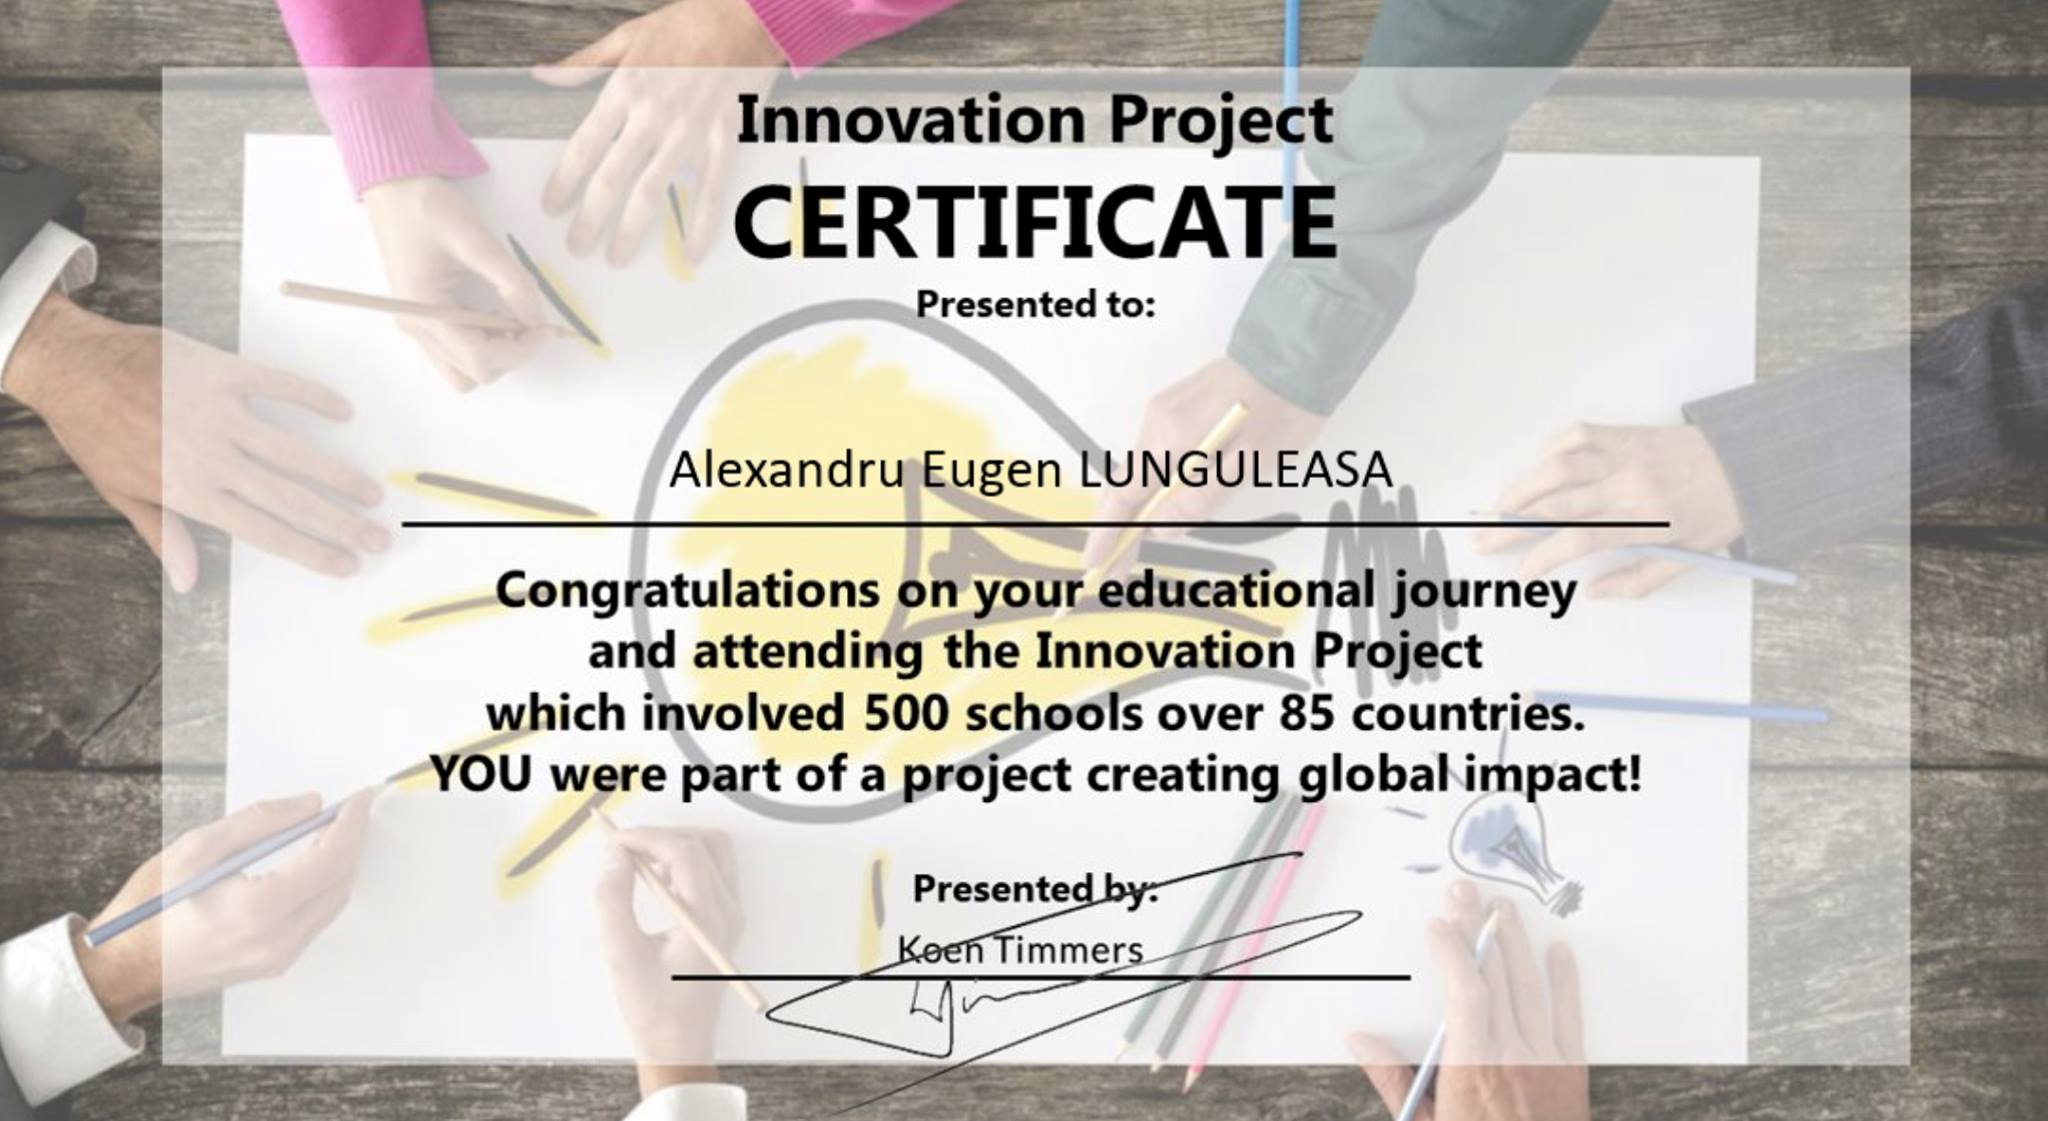 Innovation Project
CERTIFICATE
Presented to:
Alexandru Eugen LUNGULEASA
Congratulations on your educational journey
and attending the Innovation Project
which involved 500 schools over 85 countries.
YOU were part of a project creating global impact!
Presented by:
Koen Timmers